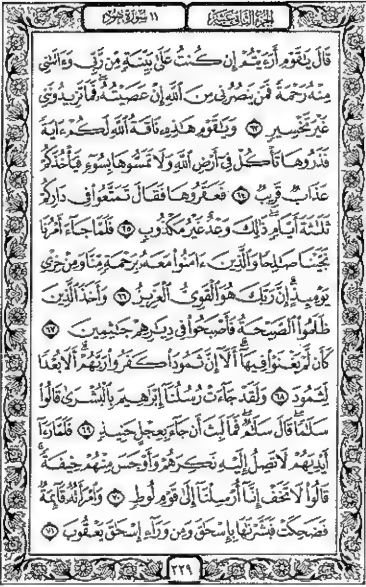 الجزء الثاني عشر ١١ سورة هود
قَالَ يَٰقَوْمِ أَرَءَيْتُمْ إِن كُنتُ عَلَىٰ بَيِّنَةٍ مِّن رَّبِّى وَءَاتَىٰنِى
مِنْهُ رَحْمَةً فَمَن يَنصُرُنِى مِنَ ٱللَّهِ إِنْ عَصَيْتُهُۥ ۖ فَمَا تَزِيدُونَنِى
غَيْرَ تَخْسِيرٍ ٦٣ وَيَٰقَوْمِ هَٰذِهِۦ نَاقَةُ ٱللَّهِ لَكُمْ ءَايَةً
فَذَرُوهَا تَأْكُلْ فِىٓ أَرْضِ ٱللَّهِ وَلَا تَمَسُّوهَا بِسُوٓءٍ فَيَأْخُذَكُمْ
عَذَابٌ قَرِيبٌ ٦٤ فَعَقَرُوهَا فَقَالَ تَمَتَّعُوا۟ فِى دَارِكُمْ
ثَلَٰثَةَ أَيَّامٍ ۖ ذَٰلِكَ وَعْدٌ غَيْرُ مَكْذُوبٍ ٦٥ فَلَمَّا جَآءَ أَمْرُنَا
نَجَّيْنَا صَٰلِحًا وَٱلَّذِينَ ءَامَنُوا۟ مَعَهُۥ بِرَحْمَةٍ مِّنَّا وَمِنْ خِزْىِ
يَوْمِئِذٍ ۗ إِنَّ رَبَّكَ هُوَ ٱلْقَوِىُّ ٱلْعَزِيزُ ٦٦ وَأَخَذَ ٱلَّذِينَ
ظَلَمُوا۟ ٱلصَّيْحَةُ فَأَصْبَحُوا۟ فِى دِيَٰرِهِمْ جَٰثِمِينَ ٦٧
كَأَن لَّمْ يَغْنَوْا۟ فِيهَآ ۗ أَلَآ إِنَّ ثَمُودَا۟ كَفَرُوا۟ رَبَّهُمْ ۗ أَلَا بُعْدًا
لِّثَمُودَ ٦٨ وَلَقَدْ جَآءَتْ رُسُلُنَآ إِبْرَٰهِيمَ بِٱلْبُشْرَىٰ قَالُوا۟
سَلَٰمًا ۖ قَالَ سَلَٰمٌ ۖ فَمَا لَبِثَ أَن جَآءَ بِعِجْلٍ حَنِيذٍ ٦٩ فَلَمَّا رَءَآ
أَيْدِيَهُمْ لَا تَصِلُ إِلَيْهِ نَكِرَهُمْ وَأَوْجَسَ مِنْهُمْ خِيفَةً ۚ
قَالُوا۟ لَا تَخَفْ إِنَّآ أُرْسِلْنَآ إِلَىٰ قَوْمِ لُوطٍ ٧٠ وَٱمْرَأَتُهُۥ قَآئِمَةٌ
فَضَحِكَتْ فَبَشَّرْنَٰهَا بِإِسْحَٰقَ وَمِن وَرَآءِ إِسْحَٰقَ يَعْقُوبَ ٧١
٢٢٩